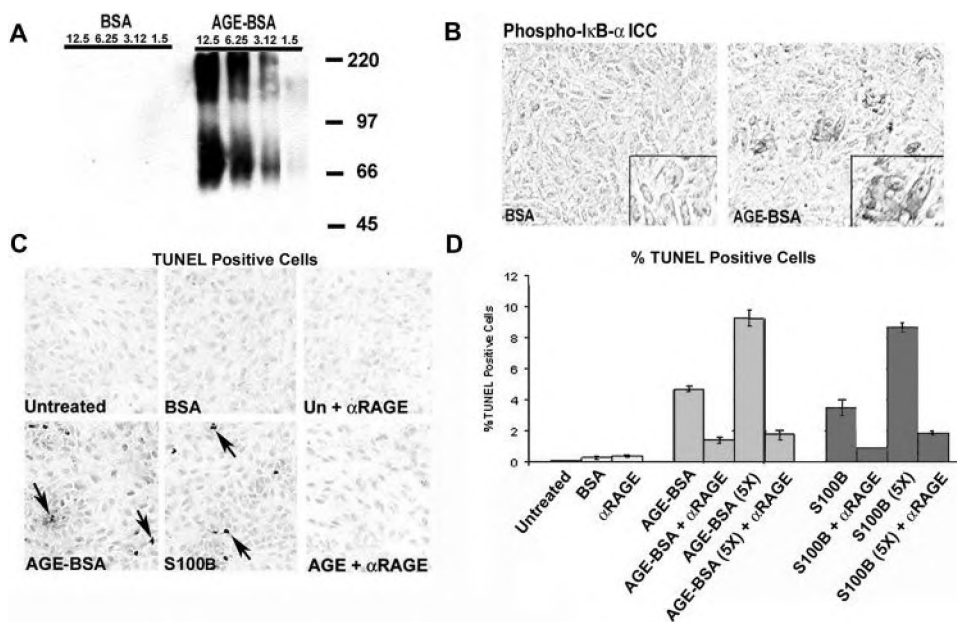 A
BSA
AGE-BSA
12.5 6.25 3.12 1.5
12.5 6.25 3.12 1.5
220
97
66
45
B
Phospho-IκB-α ICC
BSA
AGE-BSA
C
TUNEL Positive Cells
Untreated
BSA
Un + αRAGE
AGE-BSA
S100B
AGE + αRAGE
D
% TUNEL Positive Cells
%TUNEL Positive Cells
12
10
8
6
4
2
0
Untreated
BSA
αRAGE
AGE-BSA
AGE-BSA + αRAGE
AGE-BSA (5X)
AGE-BSA (5X) + αRAGE
S100B
S100B + αRAGE
S100B (5X)
S100B (5X) + αRAGE